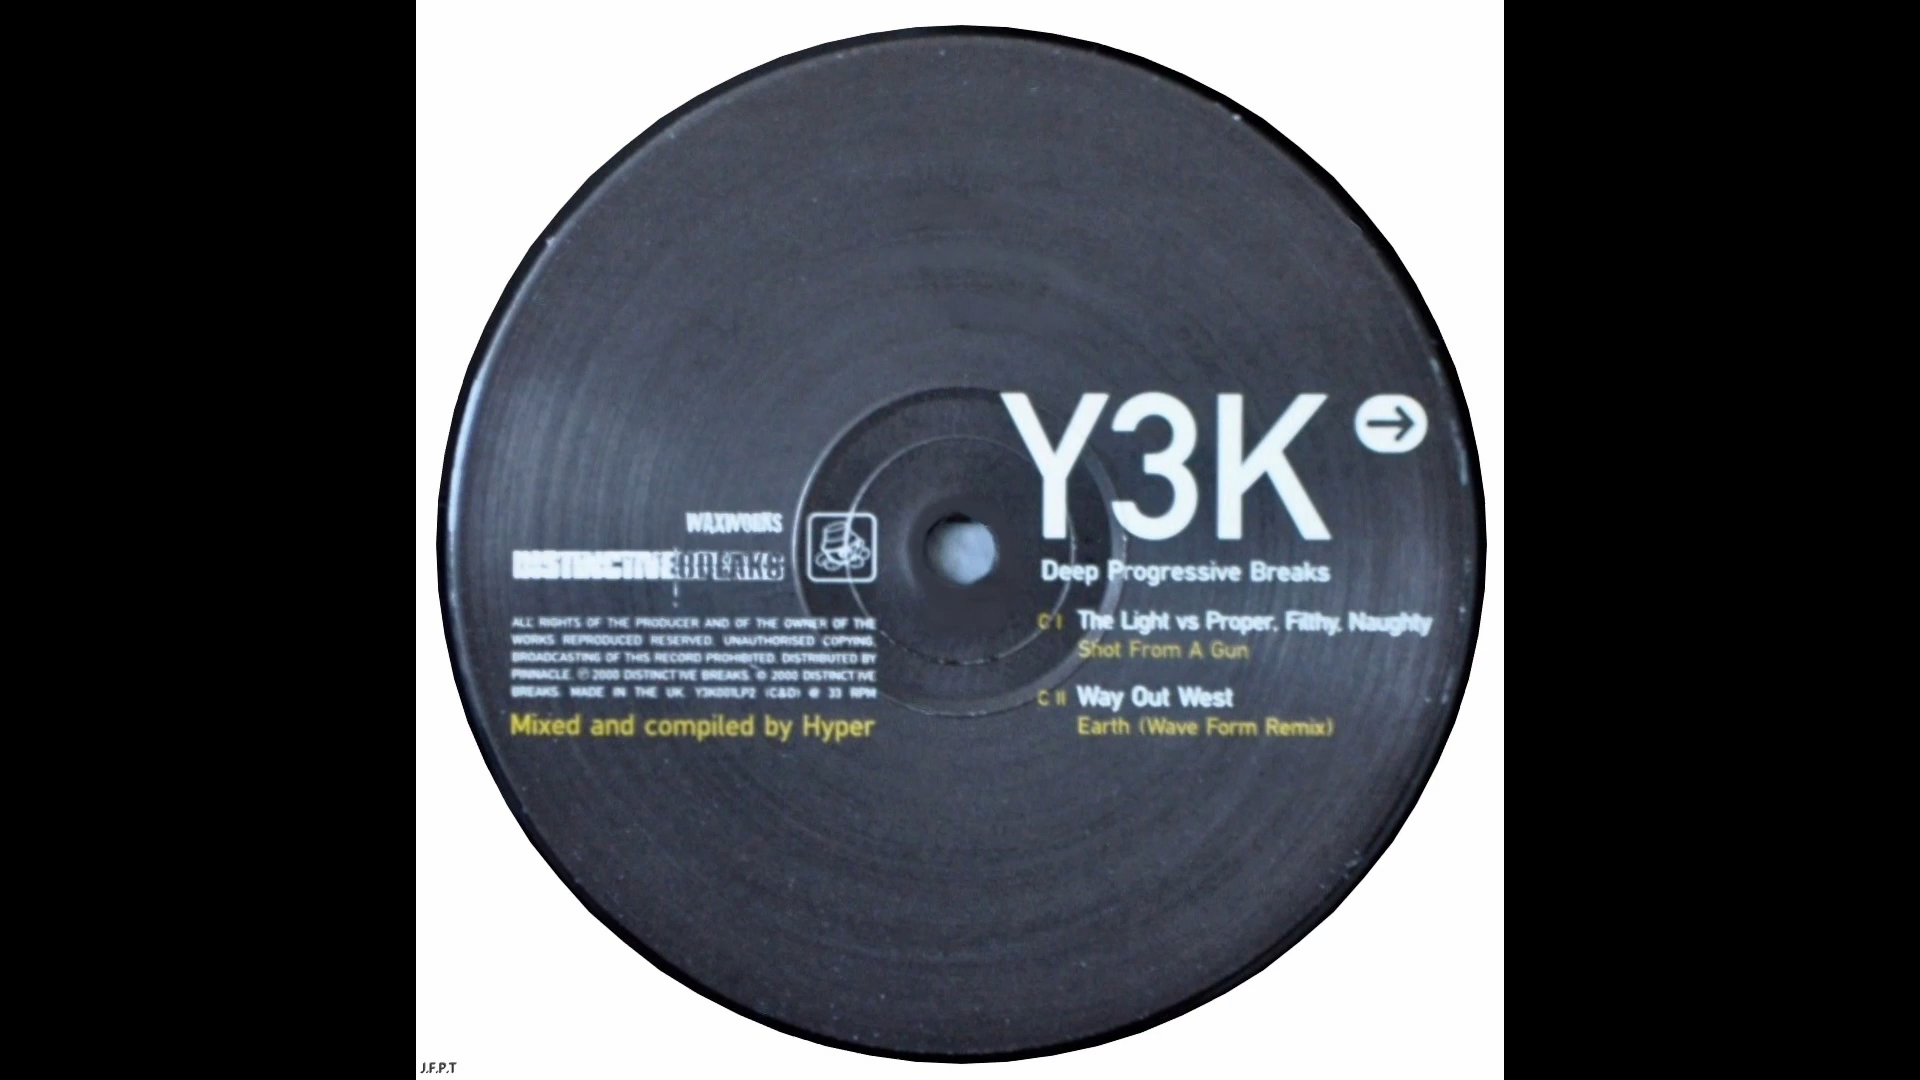 Y3K
Deep Progressive Breaks
C I The Light vs Proper, Filthy, Naughty
Shot From A Gun
C II Way Out West
Earth (Wave Form Remix)
WAXWORKS
DISTINCTIVE BREAKS
ALL RIGHTS OF THE PRODUCER AND OF THE OWNER OF THE
WORKS REPRODUCED RESERVED. UNAUTHORISED COPYING,
BROADCASTING OF THIS RECORD PROHIBITED. DISTRIBUTED BY
PINNACLE. ℗ 2000 DISTINCTIVE BREAKS. © 2000 DISTINCTIVE
BREAKS. MADE IN THE UK. Y3K001LP2 (C&D) @ 33 RPM
Mixed and compiled by Hyper
J.F.P.T